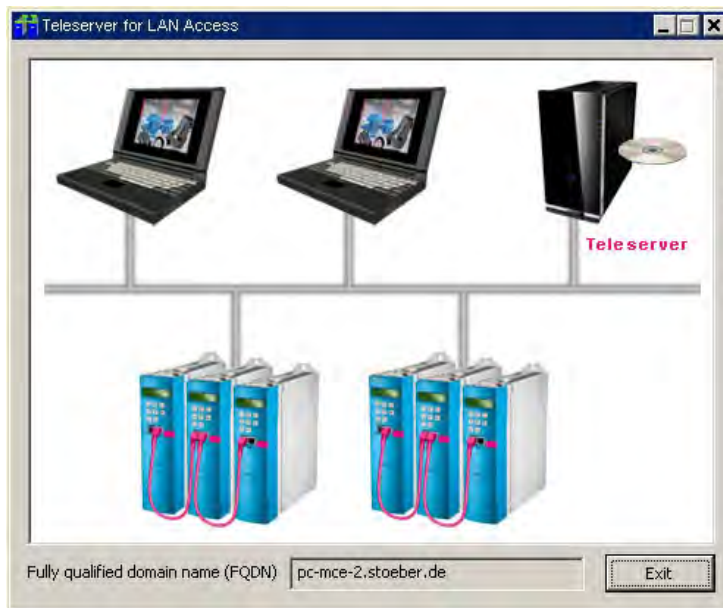 Teleserver for LAN Access
Teleserver
Fully qualified domain name (FQDN) pc-mce-2.stoeber.de Exit